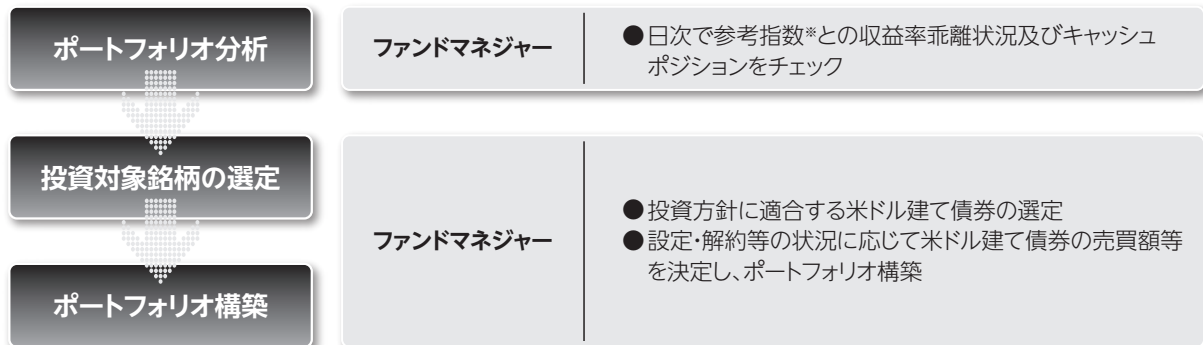 ポートフォリオ分析
ファンドマネジャー
●日次で参考指数※との収益率乖離状況及びキャッシュ
ポジションをチェック
投資対象銘柄の選定
ポートフォリオ構築
ファンドマネジャー
●投資方針に適合する米ドル建て債券の選定
●設定・解約等の状況に応じて米ドル建て債券の売買額等
を決定し、ポートフォリオ構築